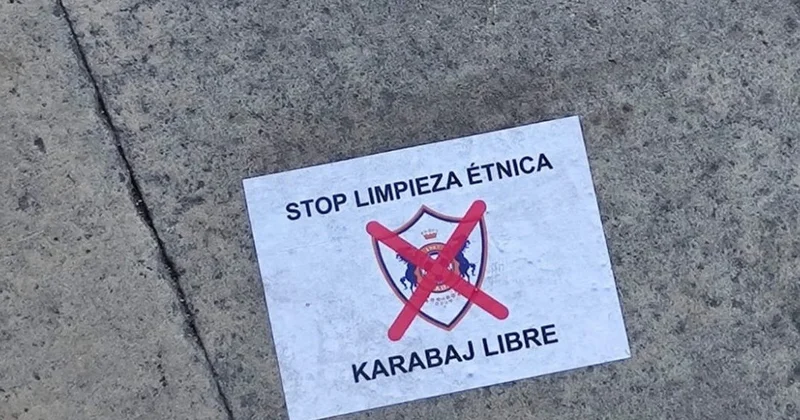 STOP LIMPIEZA ÉTNICA
KARABAJ LIBRE